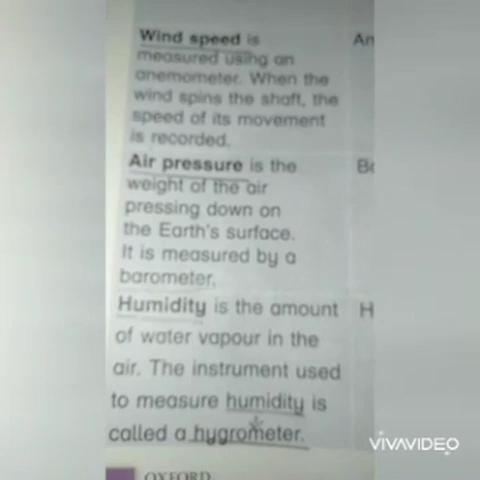 Wind speed is
measured using an
anemometer. When the
wind spins the shaft, the
speed of its movement
is recorded.
Air pressure is the
weight of the air
pressing down on
the Earth's surface.
It is measured by a
barometer.
Humidity is the amount
of water vapour in the
air. The instrument used
to measure humidity is
called a hygrometer.
An
H
OXFORD
VIVAVIDEO